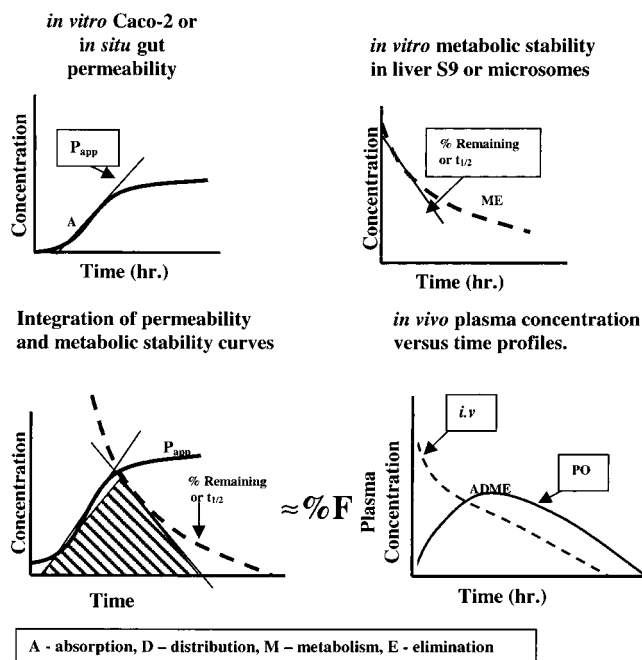 in vitro Caco-2 or
in situ gut
permeability
Concentration
Papp
A
Time (hr.)
in vitro metabolic stability
in liver S9 or microsomes
Concentration
% Remaining
or t1/2
ME
Time (hr.)
Integration of permeability
and metabolic stability curves
Concentration
Papp
% Remaining
or t1/2
Time
≈%F
in vivo plasma concentration
versus time profiles.
Plasma
Concentration
i.v
ADME
PO
Time (hr.)
A - absorption, D – distribution, M – metabolism, E - elimination